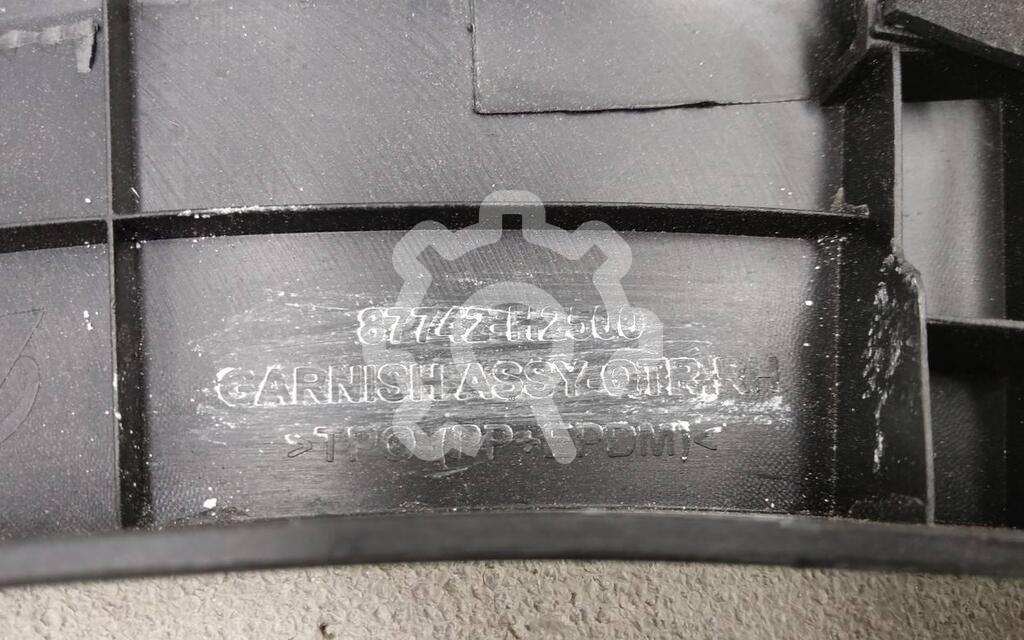 87742-H2500
GARNISH ASSY-QTR, RH
>TPO (PP+EPDM)<